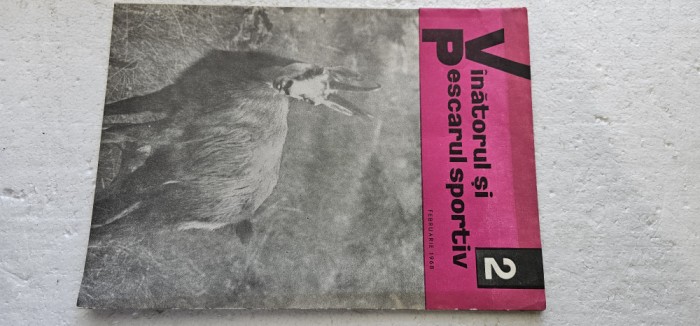 Vînătorul și
Pescarul sportiv
2
FEBRUARIE 1968